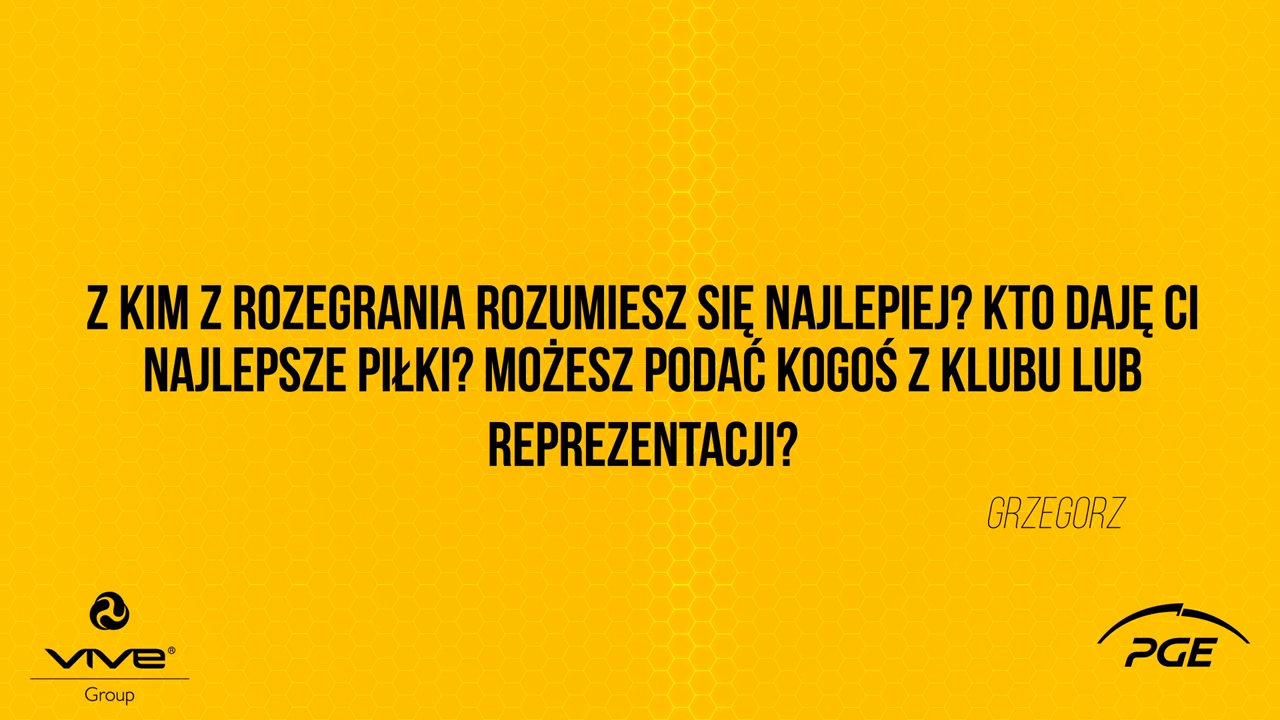 Z KIM Z ROZEGRANIA ROZUMIESZ SIĘ NAJLEPIEJ? KTO DAJĘ CI
NAJLEPSZE PIŁKI? MOŻESZ PODAĆ KOGOŚ Z KLUBU LUB
REPREZENTACJI?
GRZEGORZ
VIVE®
Group
PGE